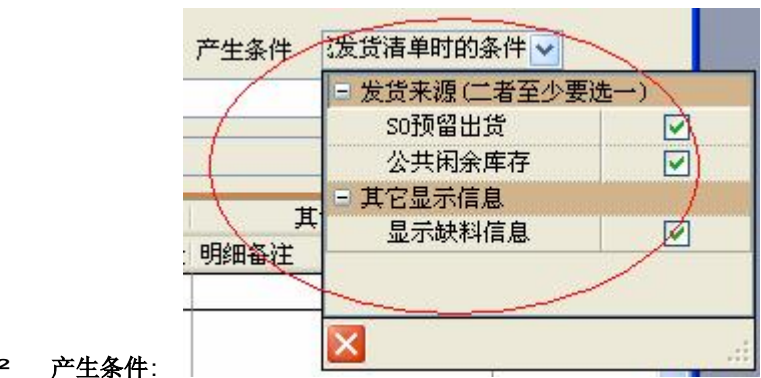 产生条件 发货清单时的条件
发货来源(二者至少要选一)
SO预留出货
公共闲余库存
其它显示信息
其
显示缺料信息
明细备注
² 产生条件: